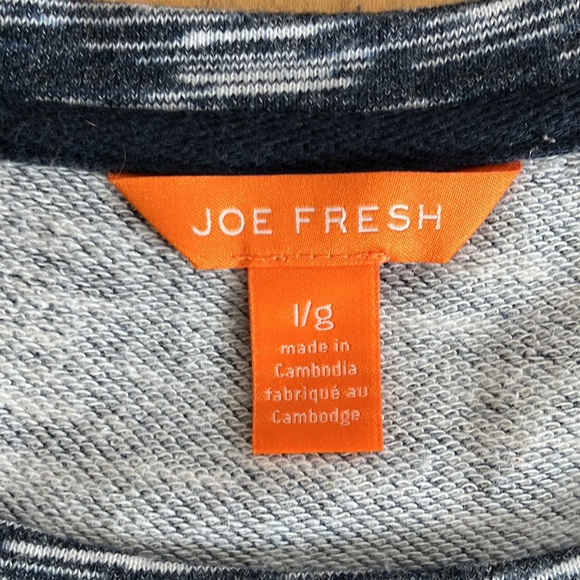 JOE FRESH
l/g
made in
Cambodia
fabriqué au
Cambodge